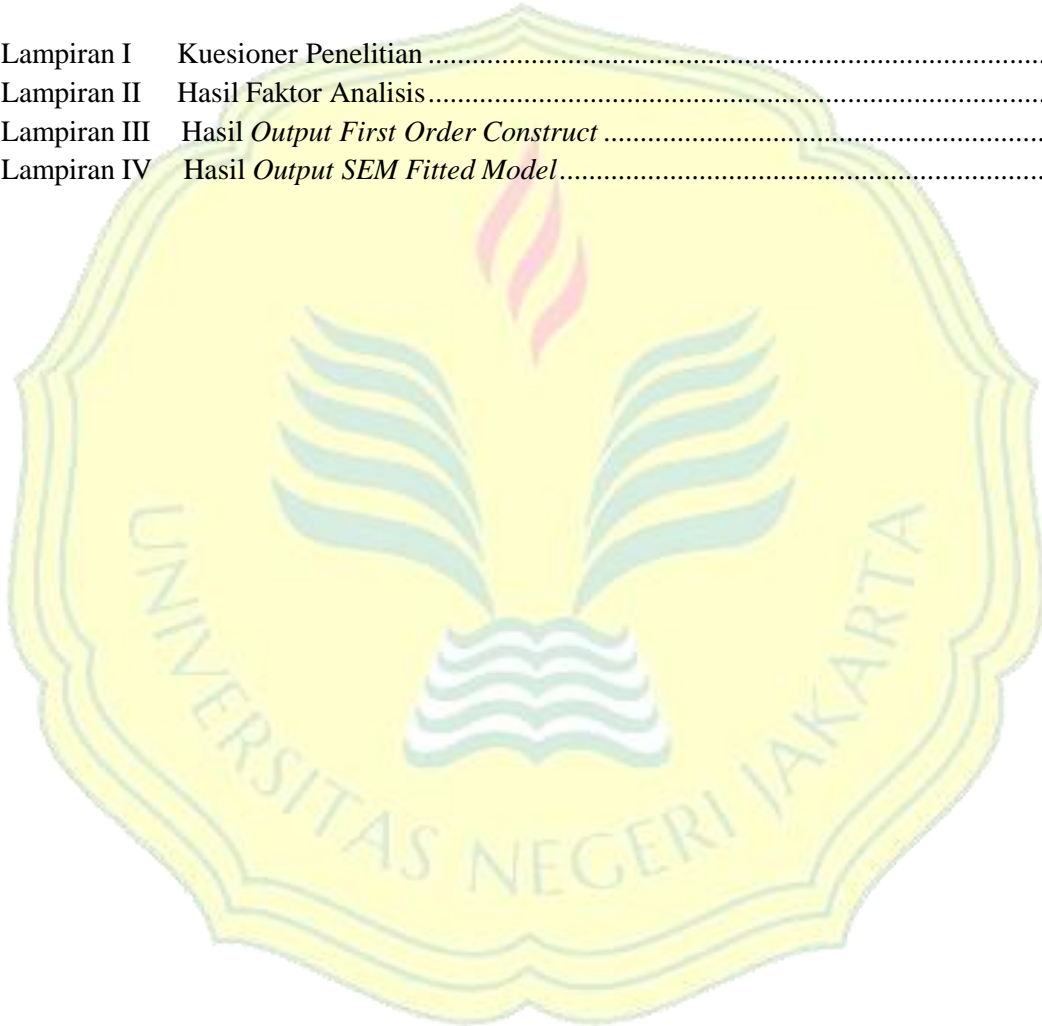 Lampiran I Kuesioner Penelitian ................................................................................
Lampiran II Hasil Faktor Analisis................................................................................
Lampiran III Hasil Output First Order Construct .........................................................
Lampiran IV Hasil Output SEM Fitted Model...............................................................
UNIVERSITAS NEGERI JAKARTA